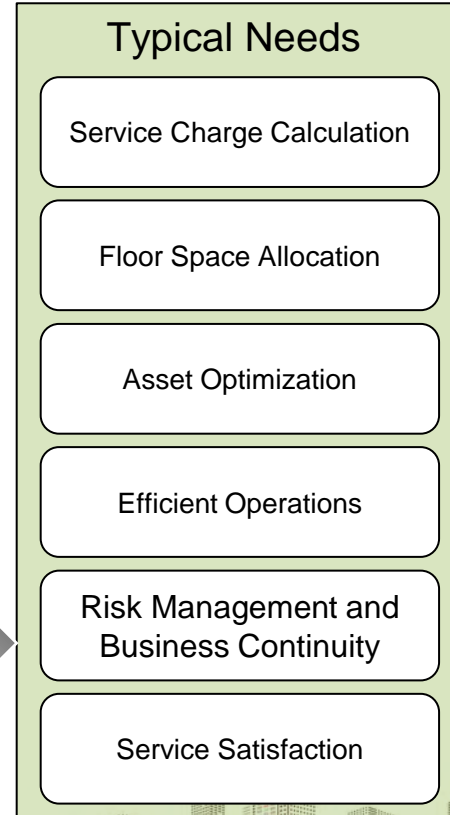 Typical Needs
Service Charge Calculation
Floor Space Allocation
Asset Optimization
Efficient Operations
Risk Management and
Business Continuity
Service Satisfaction